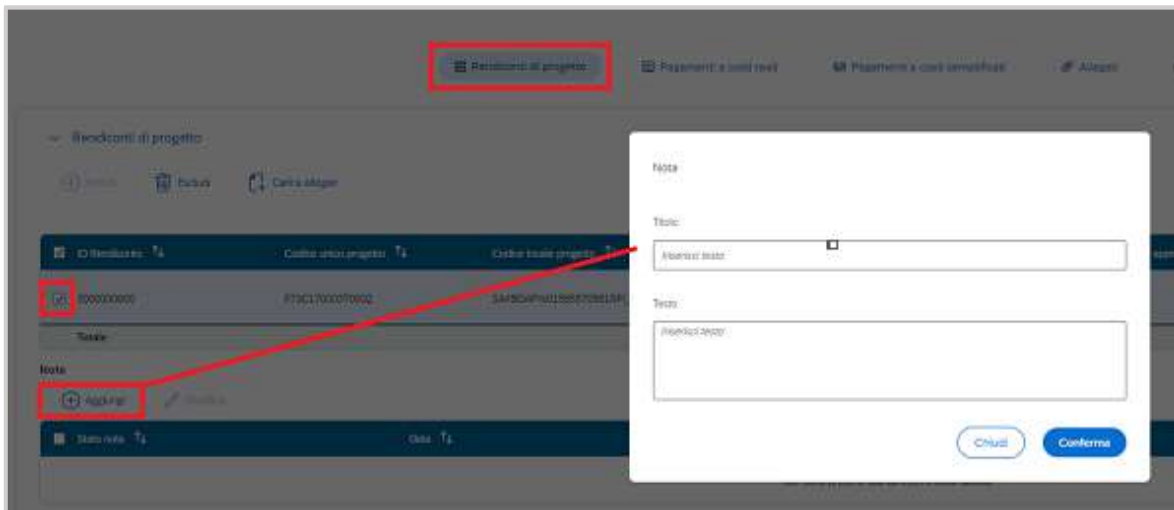 Rendiconti di progetto Pagamenti a costi reali Pagamenti a costi semplificati Allegati
Rendiconti di progetto
Escludi Carica allegati
ID Rendiconto Codice unico progetto Codice locale progetto
Totale
Note
Aggiungi Modifica
Stato nota Data
Nota
Titolo
Inserisci testo
Testo
Inserisci testo
Chiudi Conferma